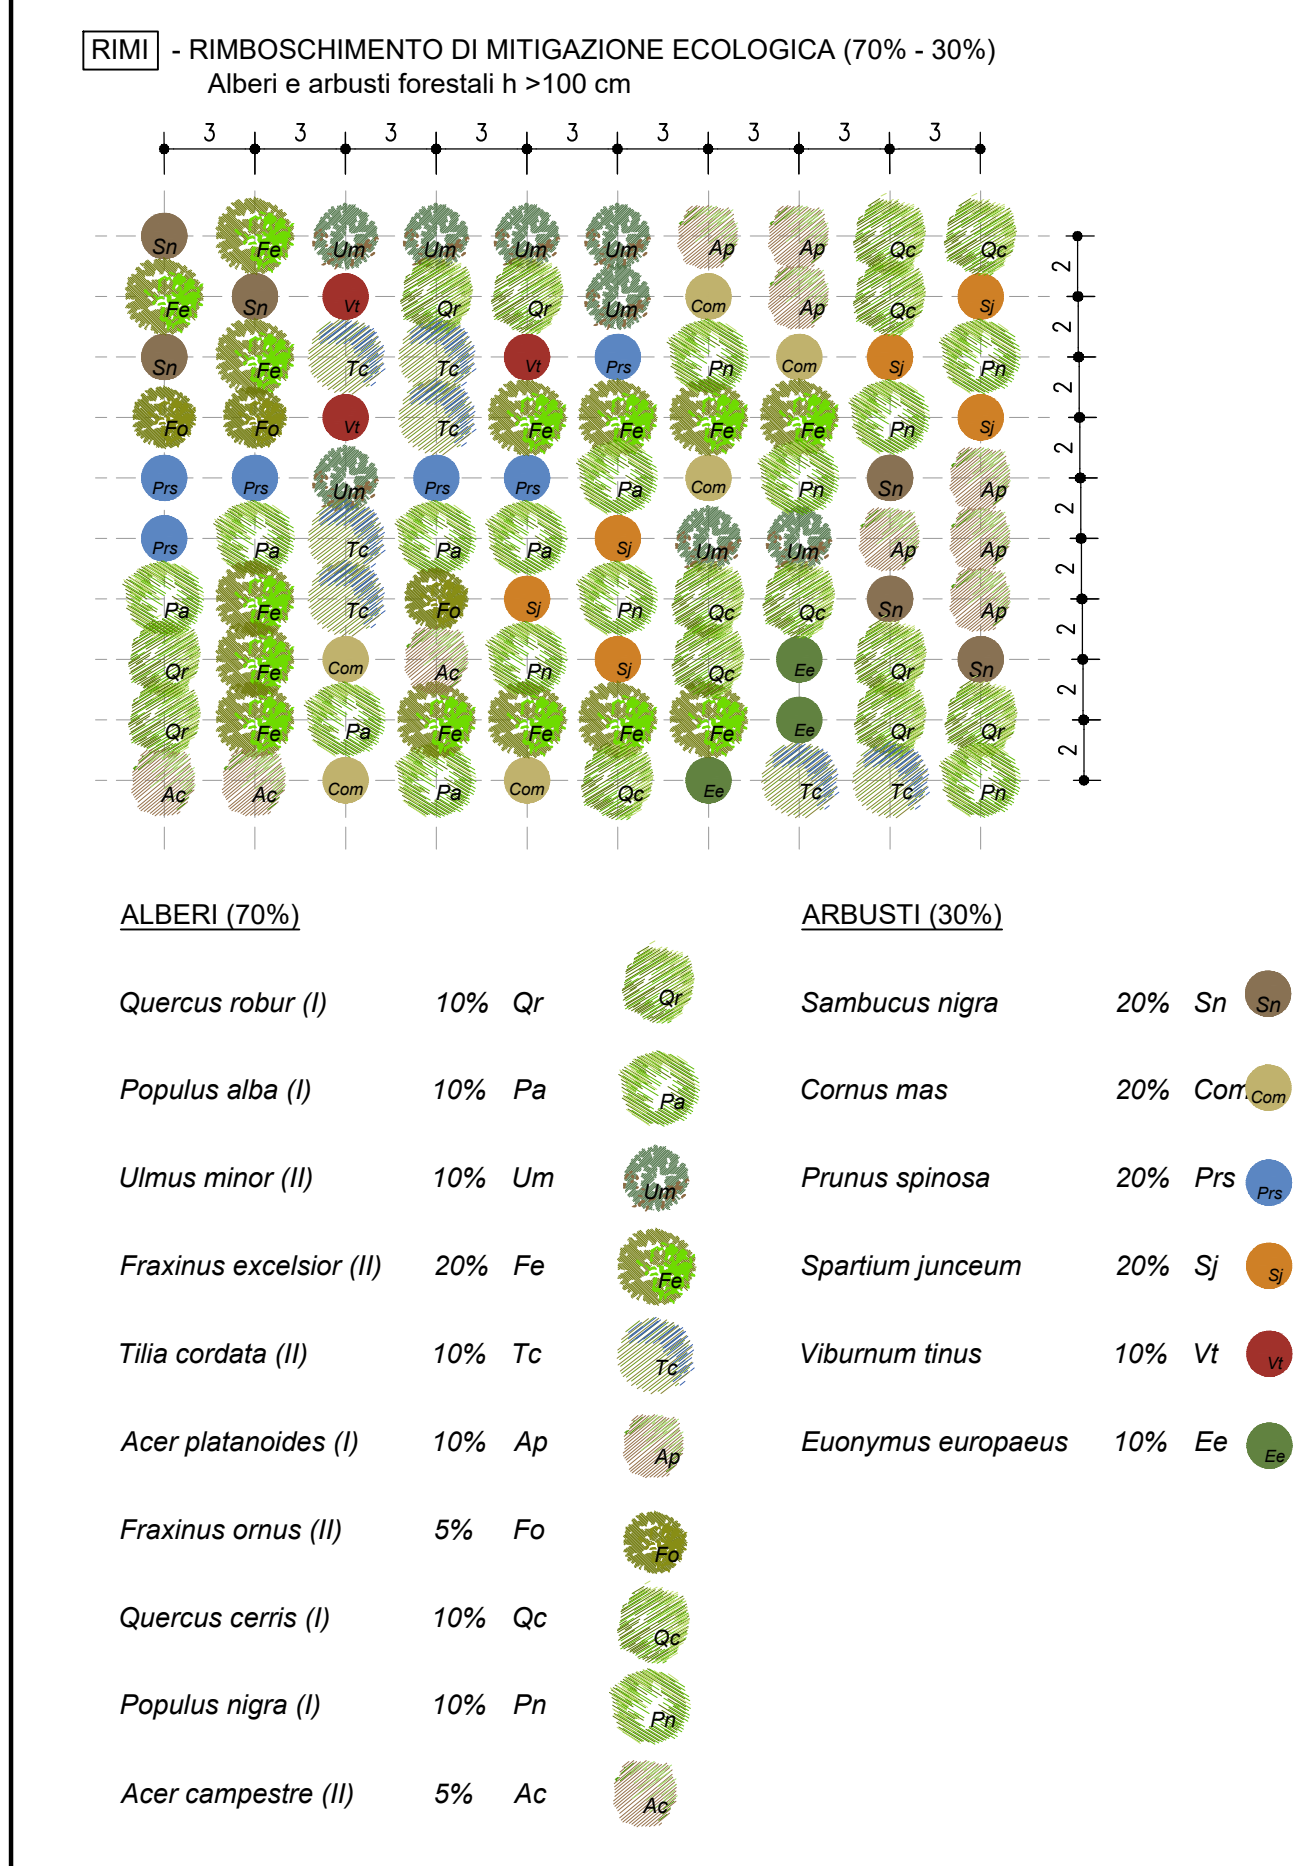 RIMI - RIMBOSCHIMENTO DI MITIGAZIONE ECOLOGICA (70% - 30%)
Alberi e arbusti forestali h >100 cm
3 3 3 3 3 3 3 3 3
Sn Fe Um Um Um Um Ap Ap Qc Qc
2
Fe Sn Vt Qr Qr Um Com Ap Qc Sj
2
Sn Fe Tc Tc Vt Prs Pn Com Sj Pn
2
Fo Fo Vt Tc Fe Fe Fe Fe Pn Sj
2
Prs Prs Um Prs Prs Pa Com Pn Sn Ap
2
Prs Pa Tc Pa Pa Sj Um Um Ap Ap
2
Pa Fe Tc Fo Sj Pn Qc Qc Sn Ap
2
Qr Fe Com Ac Pn Sj Qc Ee Qr Sn
2
Qr Fe Pa Fe Fe Fe Fe Ee Qr Qr
2
Ac Ac Com Pa Com Qc Ee Tc Tc Pn
ALBERI (70%)
Quercus robur (I) 10% Qr Qr
Populus alba (I) 10% Pa Pa
Ulmus minor (II) 10% Um Um
Fraxinus excelsior (II) 20% Fe Fe
Tilia cordata (II) 10% Tc Tc
Acer platanoides (I) 10% Ap Ap
Fraxinus ornus (II) 5% Fo Fo
Quercus cerris (I) 10% Qc Qc
Populus nigra (I) 10% Pn Pn
Acer campestre (II) 5% Ac Ac
ARBUSTI (30%)
Sambucus nigra 20% Sn Sn
Cornus mas 20% Com Com
Prunus spinosa 20% Prs Prs
Spartium junceum 20% Sj Sj
Viburnum tinus 10% Vt Vt
Euonymus europaeus 10% Ee Ee